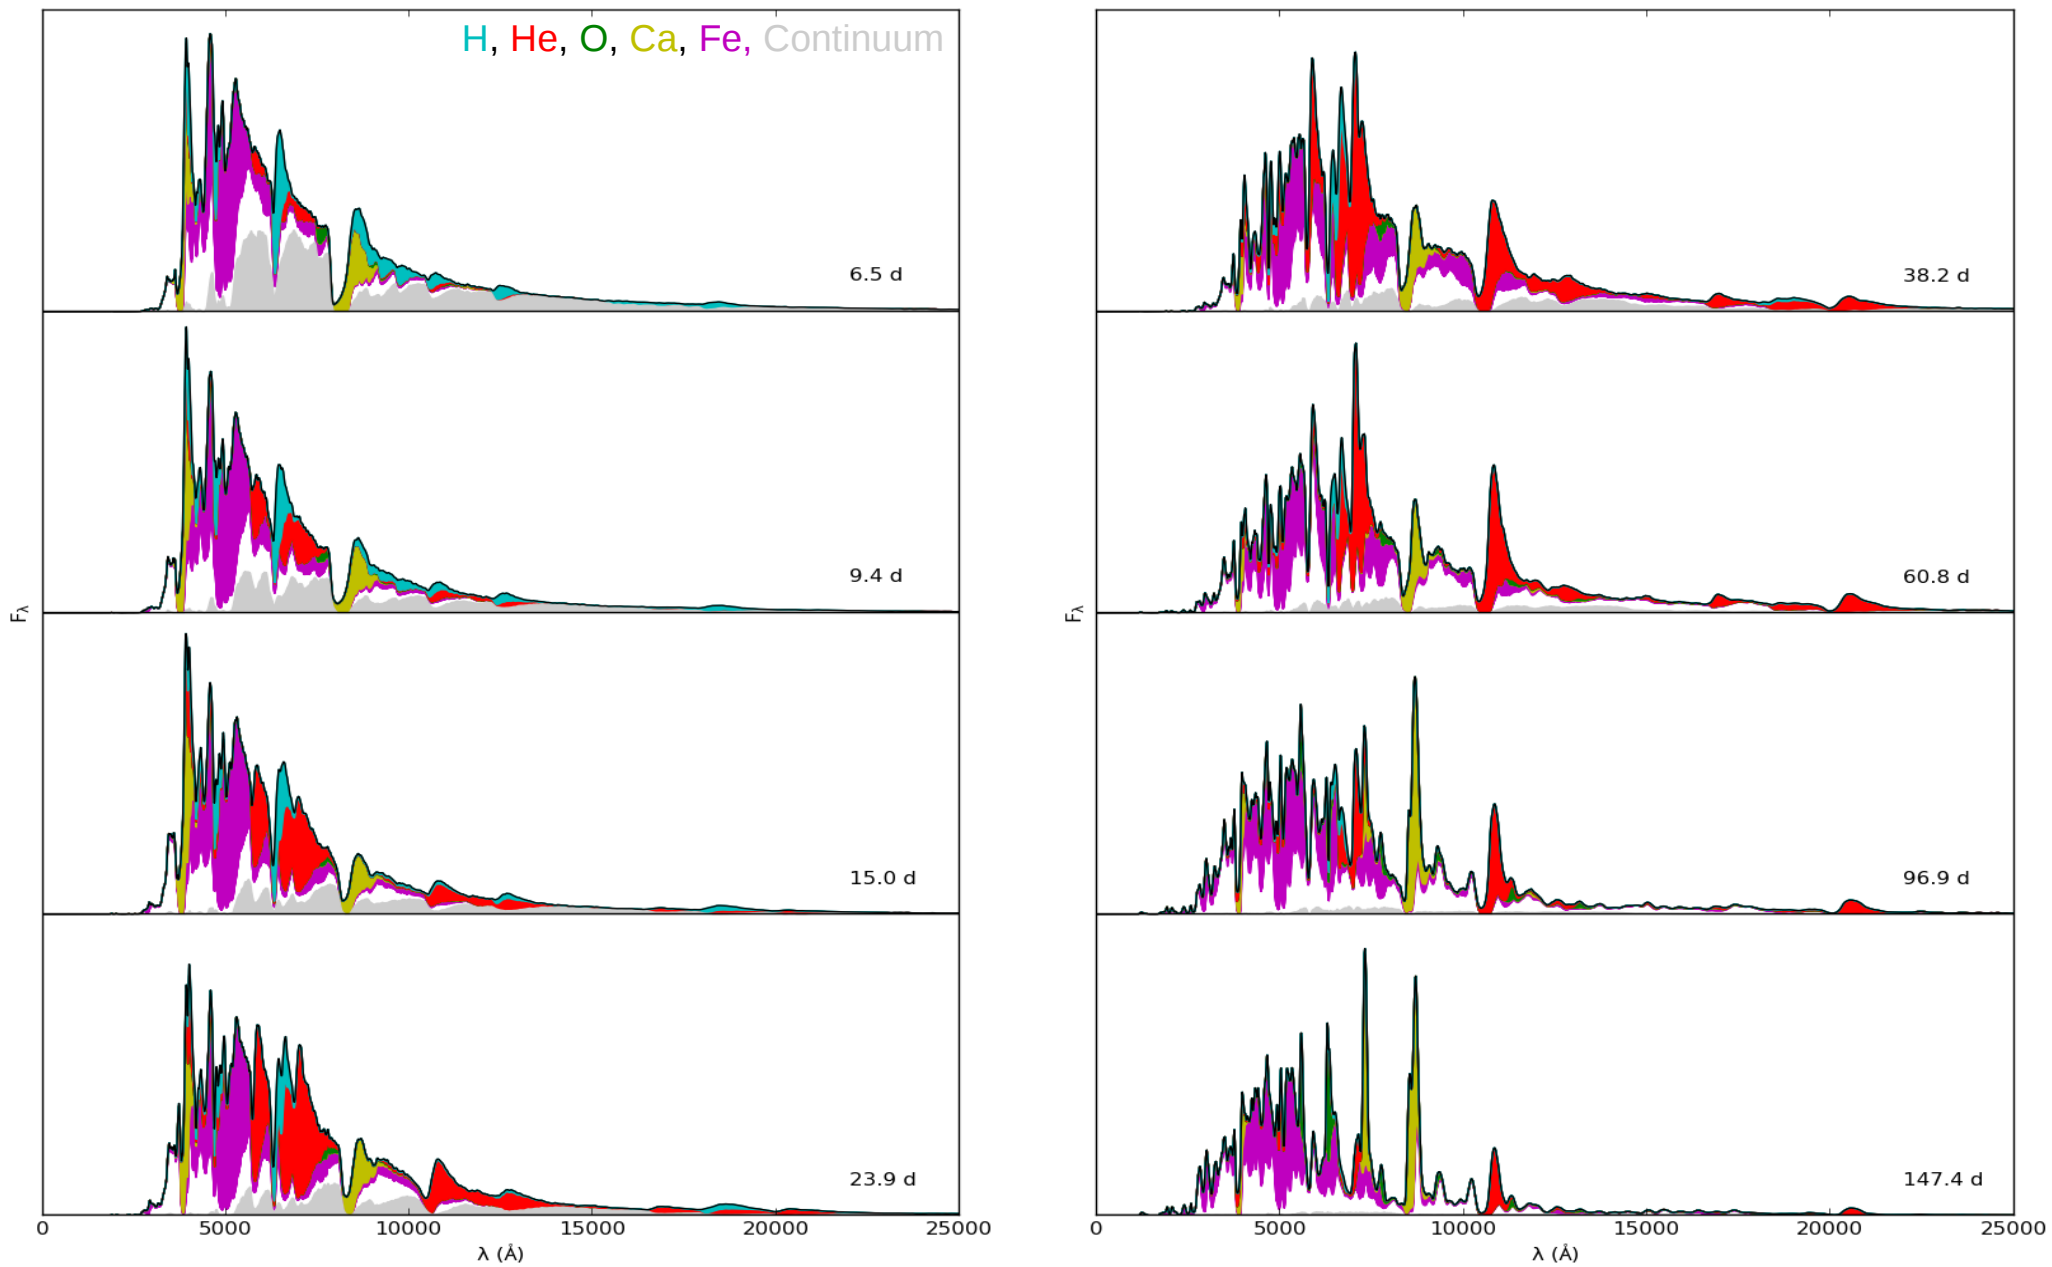 H, He, O, Ca, Fe, Continuum
6.5 d
9.4 d
15.0 d
23.9 d
Fλ
0 5000 10000 15000 20000 25000
λ (Å)
38.2 d
60.8 d
96.9 d
147.4 d
Fλ
0 5000 10000 15000 20000 25000
λ (Å)